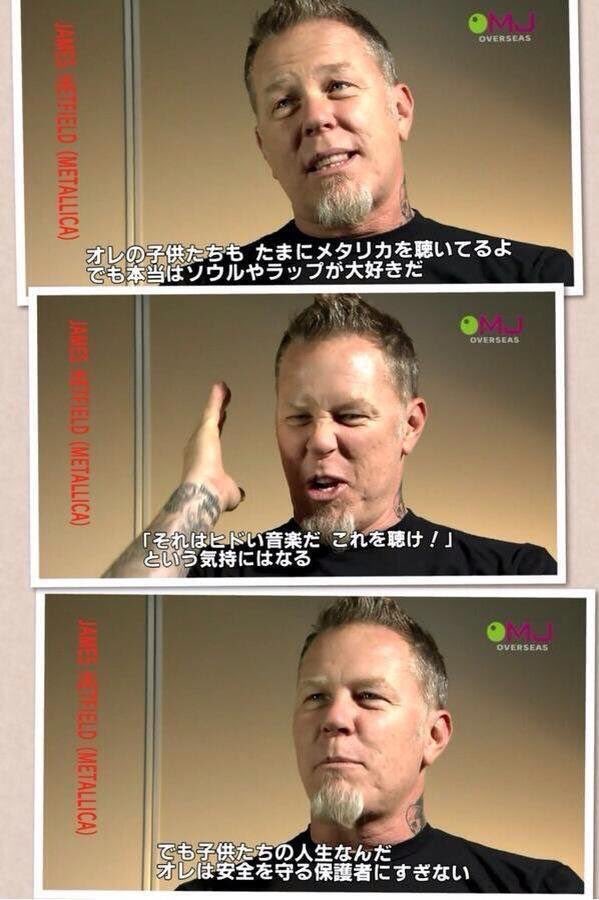 JAMES HETFIELD (METALLICA)
OMJ
OVERSEAS
オレの子供たちも たまにメタリカを聴いてるよ
でも本当はソウルやラップが大好きだ
JAMES HETFIELD (METALLICA)
OMJ
OVERSEAS
「それはヒドい音楽だ これを聴け!」
という気持にはなる
JAMES HETFIELD (METALLICA)
OMJ
OVERSEAS
でも子供たちの人生なんだ
オレは安全を守る保護者にすぎない